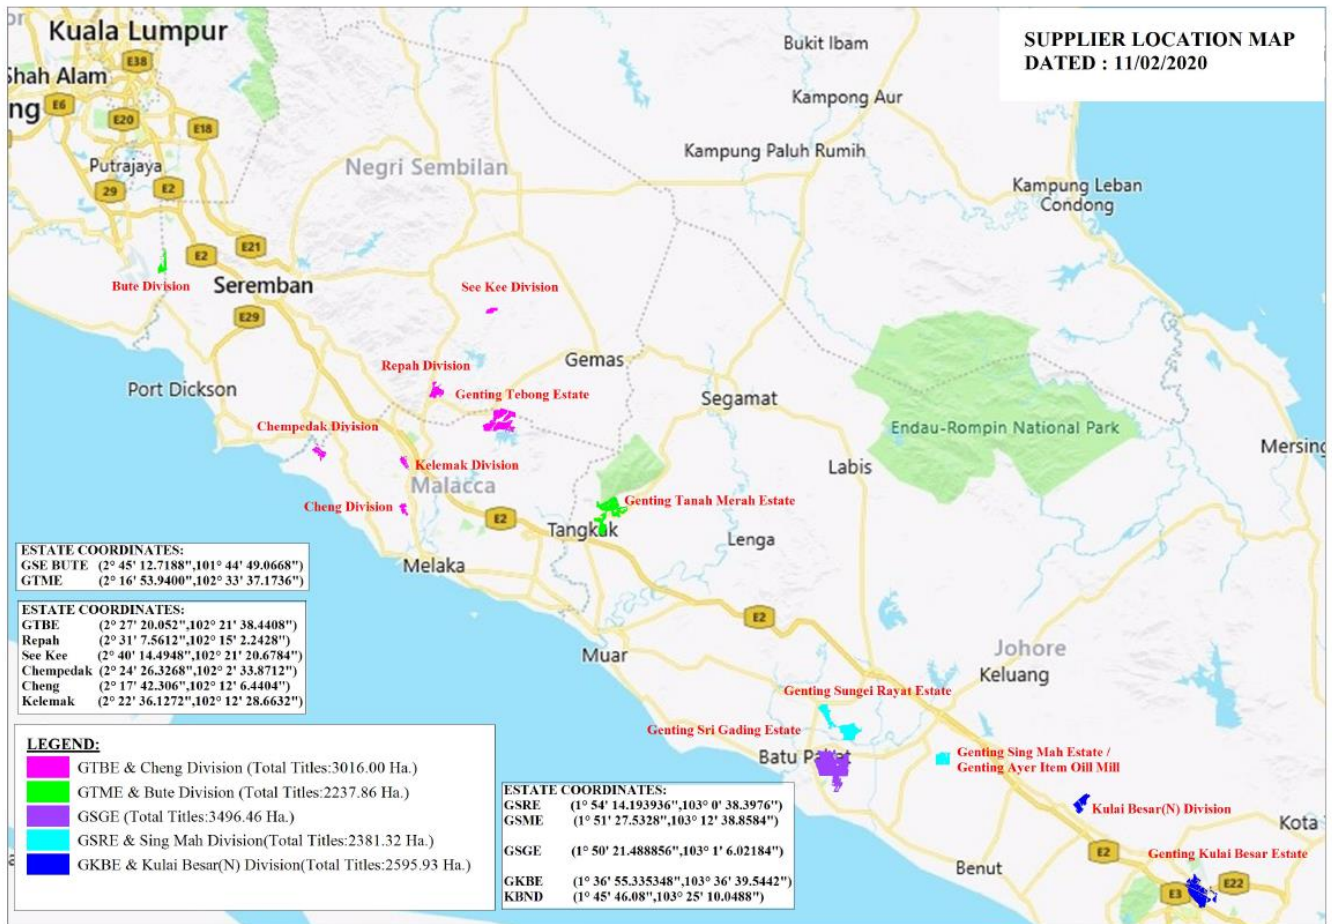 SUPPLIER LOCATION MAP
DATED : 11/02/2020
Kuala Lumpur
Bukit Ibam
E38
Shah Alam
ng
E6
Kampong Aur
E20
E18
Putrajaya
Negri Sembilan
Kampung Paluh Rumih
29
E2
Kampung Leban
Condong
E2
E21
Bute Division
Seremban
See Kee Division
E29
Gemas
Repah Division
Port Dickson
Genting Tebong Estate
Segamat
Chempedak Division
Endau-Rompin National Park
Mersing
Kelemak Division
Labis
Malacca
Cheng Division
Genting Tanah Merah Estate
E2
Tangkak
Lenga
Melaka
ESTATE COORDINATES:
GSE BUTE (2° 45' 12.7188",101° 44' 49.0668")
GTME (2° 16' 53.9400",102° 33' 37.1736")
ESTATE COORDINATES:
GTBE (2° 27' 20.052",102° 21' 38.4408")
Repah (2° 31' 7.5612",102° 15' 2.2428")
See Kee (2° 40' 14.4948",102° 21' 20.6784")
Chempedak (2° 24' 26.3268",102° 2' 33.8712")
Cheng (2° 17' 42.306",102° 12' 6.4404")
Kelemak (2° 22' 36.1272",102° 12' 28.6632")
E2
Muar
Johore
Keluang
Genting Sungei Rayat Estate
Genting Sri Gading Estate
Batu Pahat
Genting Sing Mah Estate /
Genting Ayer Item Oill Mill
Kulai Besar(N) Division
Kota
E2
Genting Kulai Besar Estate
Benut
E3
E22
LEGEND:
GTBE & Cheng Division (Total Titles:3016.00 Ha.)
GTME & Bute Division (Total Titles:2237.86 Ha.)
GSGE (Total Titles:3496.46 Ha.)
GSRE & Sing Mah Division(Total Titles:2381.32 Ha.)
GKBE & Kulai Besar(N) Division(Total Titles:2595.93 Ha.)
ESTATE COORDINATES:
GSRE (1° 54' 14.193936",103° 0' 38.3976")
GSME (1° 51' 27.5328",103° 12' 38.8584")
GSGE (1° 50' 21.488856",103° 1' 6.02184")
GKBE (1° 36' 55.335348",103° 36' 39.5442")
KBND (1° 45' 46.08",103° 25' 10.0488")